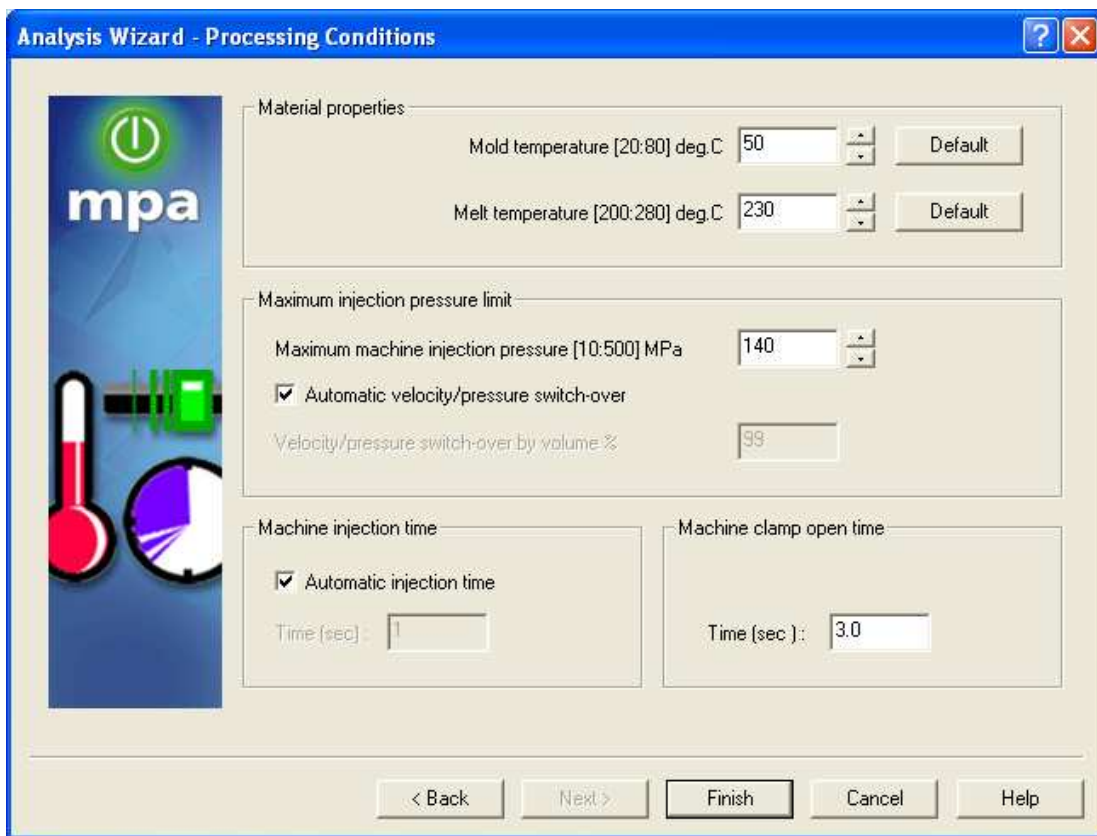 Analysis Wizard - Processing Conditions
mpa
Material properties
Mold temperature [20:80] deg.C 50 Default
Melt temperature [200:280] deg.C 230 Default
Maximum injection pressure limit
Maximum machine injection pressure [10:500] MPa 140
Automatic velocity/pressure switch-over
Velocity/pressure switch-over by volume % 99
Machine injection time
Automatic injection time
Time (sec) : 1
Machine clamp open time
Time (sec ) : 3.0
< Back Next > Finish Cancel Help